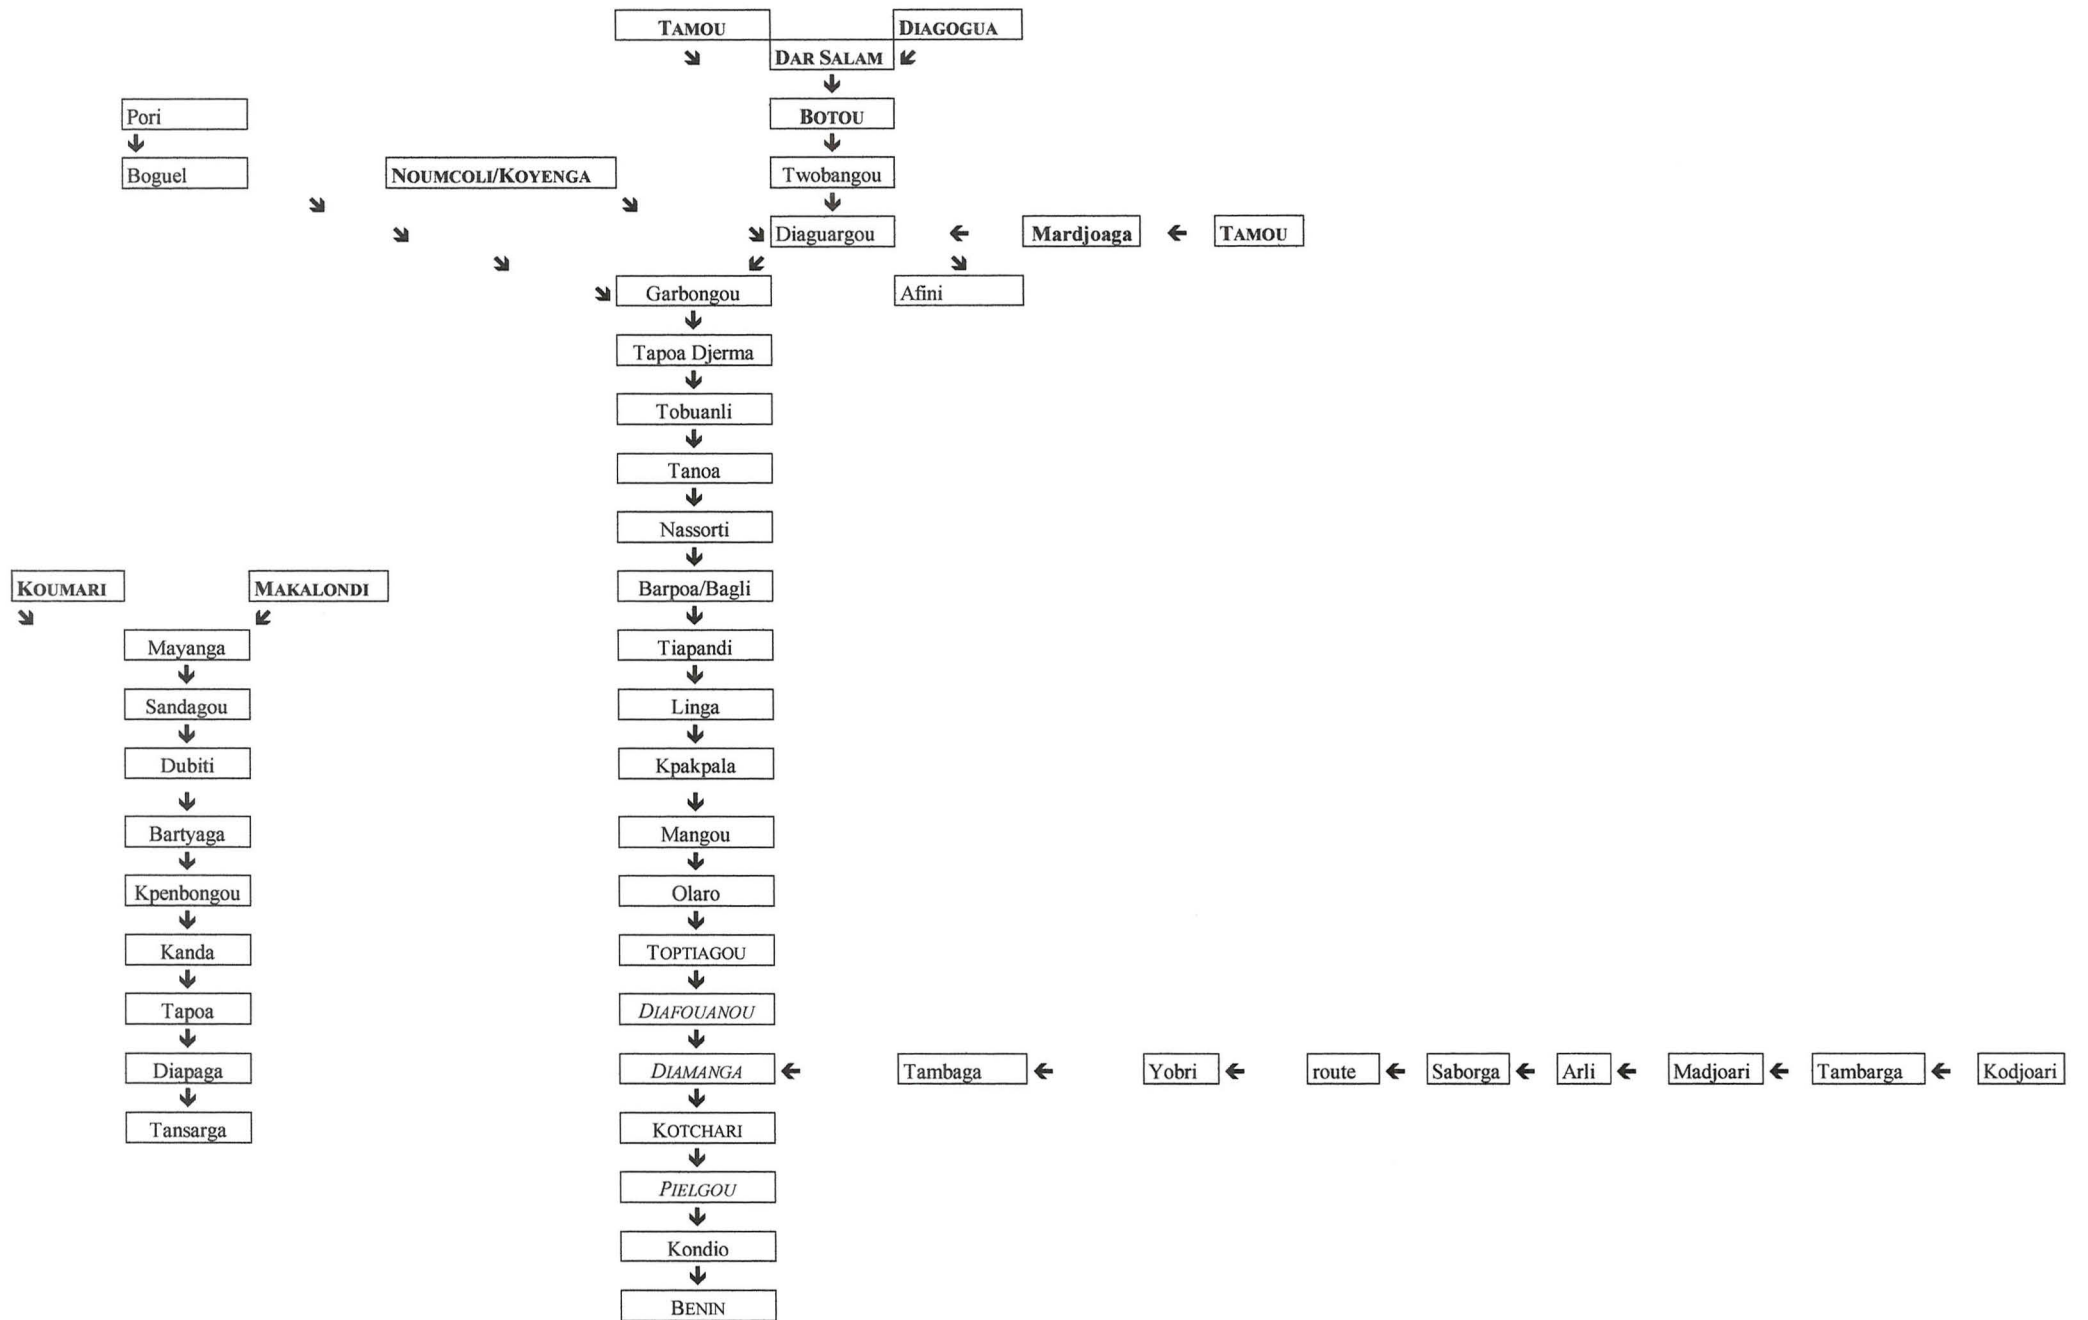 TAMOU DIAGOGUA
DAR SALAM
Pori BOTOU
Boguel NOUMCOLI/KOYENGA Twobangou
Diaguargou Mardjoaga TAMOU
Garbongou Afini
Tapoa Djerma
Tobuanli
Tanoa
Nassorti
KOUMARI MAKALONDI Barpoa/Bagli
Mayanga Tiapandi
Sandagou Linga
Dubiti Kpakpala
Bartyaga Mangou
Kpenbongou Olaro
Kanda TOPTIAGOU
Tapoa DIAFOUANOU
Diapaga DIAMANGA Tambaga Yobri route Saborga Arli Madjoari Tambarga Kodjoari
Tansarga KOTCHARI
PIELGOU
Kondio
BENIN